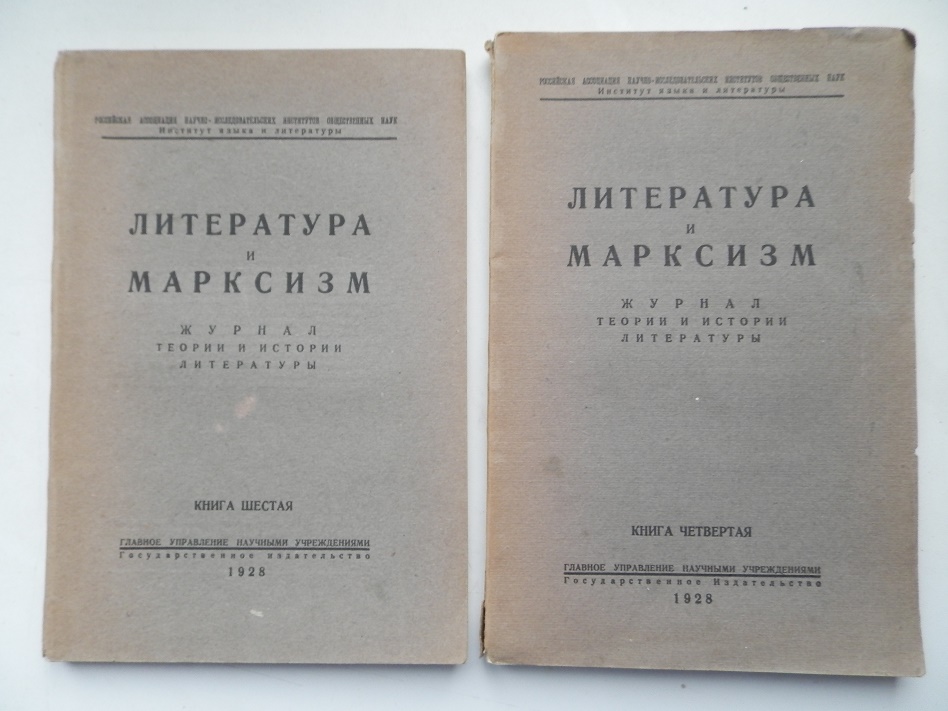 РОССИЙСКАЯ АССОЦИАЦИЯ НАУЧНО-ИССЛЕДОВАТЕЛЬСКИХ ИНСТИТУТОВ ОБЩЕСТВЕННЫХ НАУК
Институт языка и литературы
ЛИТЕРАТУРА
И
МАРКСИЗМ
ЖУРНАЛ
ТЕОРИИ И ИСТОРИИ
ЛИТЕРАТУРЫ
КНИГА ШЕСТАЯ
ГЛАВНОЕ УПРАВЛЕНИЕ НАУЧНЫМИ УЧРЕЖДЕНИЯМИ
Государственное издательство
1928
РОССИЙСКАЯ АССОЦИАЦИЯ НАУЧНО-ИССЛЕДОВАТЕЛЬСКИХ ИНСТИТУТОВ ОБЩЕСТВЕННЫХ НАУК
Институт языка и литературы
ЛИТЕРАТУРА
И
МАРКСИЗМ
ЖУРНАЛ
ТЕОРИИ И ИСТОРИИ
ЛИТЕРАТУРЫ
КНИГА ЧЕТВЕРТАЯ
ГЛАВНОЕ УПРАВЛЕНИЕ НАУЧНЫМИ УЧРЕЖДЕНИЯМИ
Государственное Издательство
1928